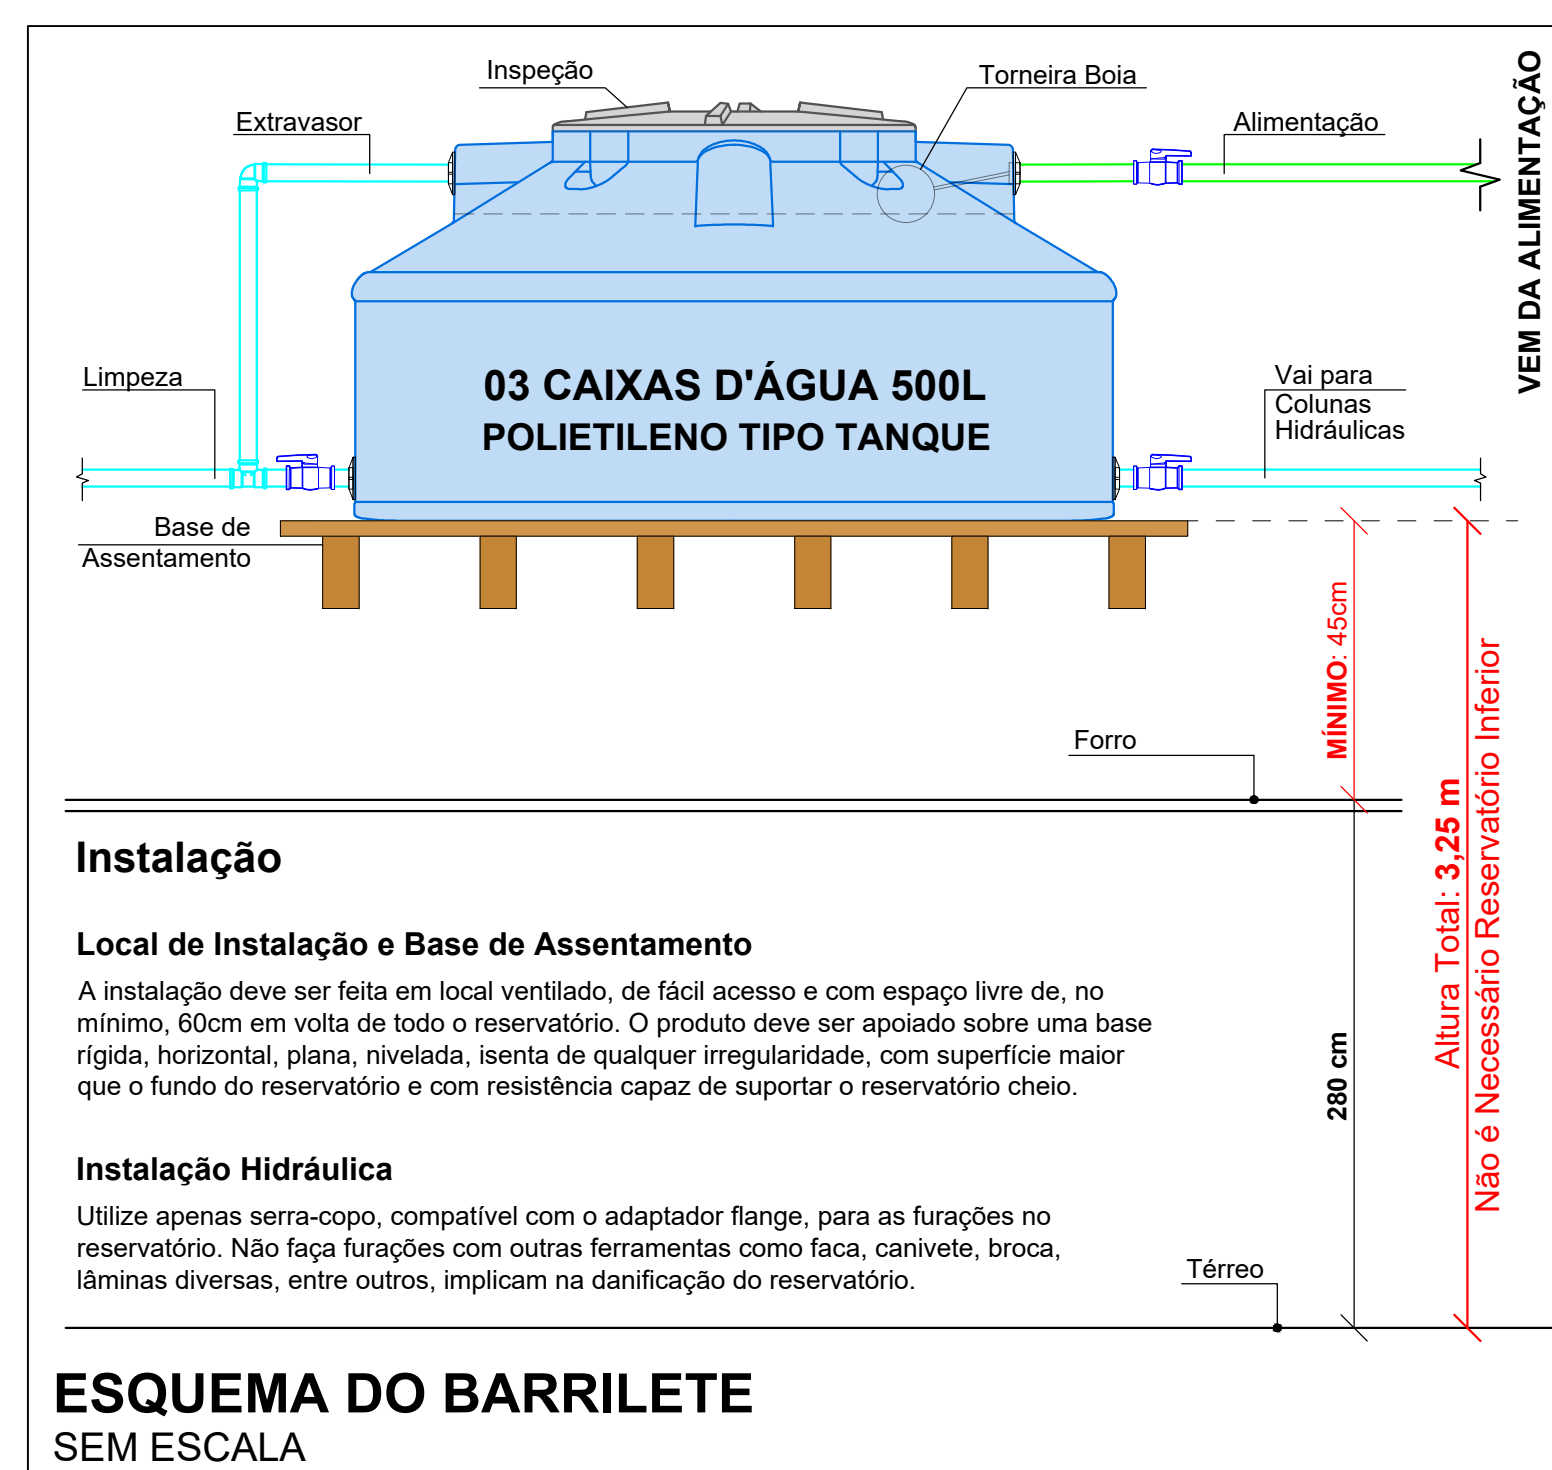 Inspeção
Torneira Boia
Extravasor
Alimentação
VEM DA ALIMENTAÇÃO
Limpeza
03 CAIXAS D'ÁGUA 500L
POLIETILENO TIPO TANQUE
Vai para
Colunas
Hidráulicas
Base de
Assentamento
MÍNIMO: 45cm
Forro
Altura Total: 3,25 m
Não é Necessário Reservatório Inferior
Instalação
Local de Instalação e Base de Assentamento
A instalação deve ser feita em local ventilado, de fácil acesso e com espaço livre de, no
mínimo, 60cm em volta de todo o reservatório. O produto deve ser apoiado sobre uma base
rígida, horizontal, plana, nivelada, isenta de qualquer irregularidade, com superfície maior
que o fundo do reservatório e com resistência capaz de suportar o reservatório cheio.
280 cm
Instalação Hidráulica
Utilize apenas serra-copo, compatível com o adaptador flange, para as furações no
reservatório. Não faça furações com outras ferramentas como faca, canivete, broca,
lâminas diversas, entre outros, implicam na danificação do reservatório.
Térreo
ESQUEMA DO BARRILETE
SEM ESCALA